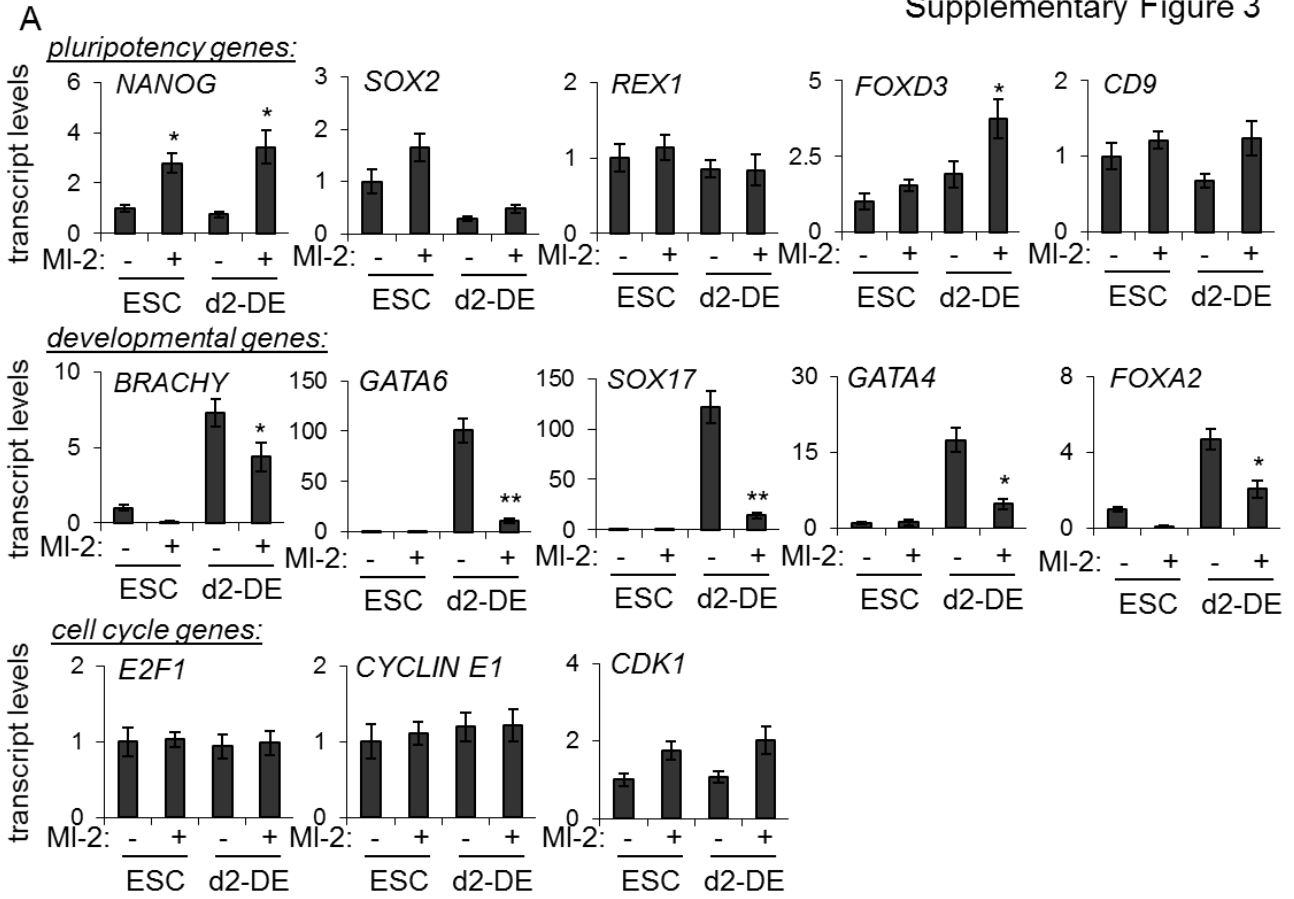 Supplementary Figure 3
A
pluripotency genes:
transcript levels
NANOG
6
4
2
0
* *
MI-2: - + - +
ESC d2-DE
SOX2
3
2
1
0
MI-2: - + - +
ESC d2-DE
REX1
2
1
0
MI-2: - + - +
ESC d2-DE
FOXD3
5
2.5
0
*
MI-2: - + - +
ESC d2-DE
CD9
2
1
0
MI-2: - + - +
ESC d2-DE
developmental genes:
transcript levels
BRACHY
10
5
0
*
MI-2: - + - +
ESC d2-DE
GATA6
150
100
50
0
**
MI-2: - + - +
ESC d2-DE
SOX17
150
100
50
0
**
MI-2: - + - +
ESC d2-DE
GATA4
30
15
0
*
MI-2: - + - +
ESC d2-DE
FOXA2
8
4
0
*
MI-2: - + - +
ESC d2-DE
cell cycle genes:
transcript levels
E2F1
2
1
0
MI-2: - + - +
ESC d2-DE
CYCLIN E1
2
1
0
MI-2: - + - +
ESC d2-DE
CDK1
4
2
0
MI-2: - + - +
ESC d2-DE